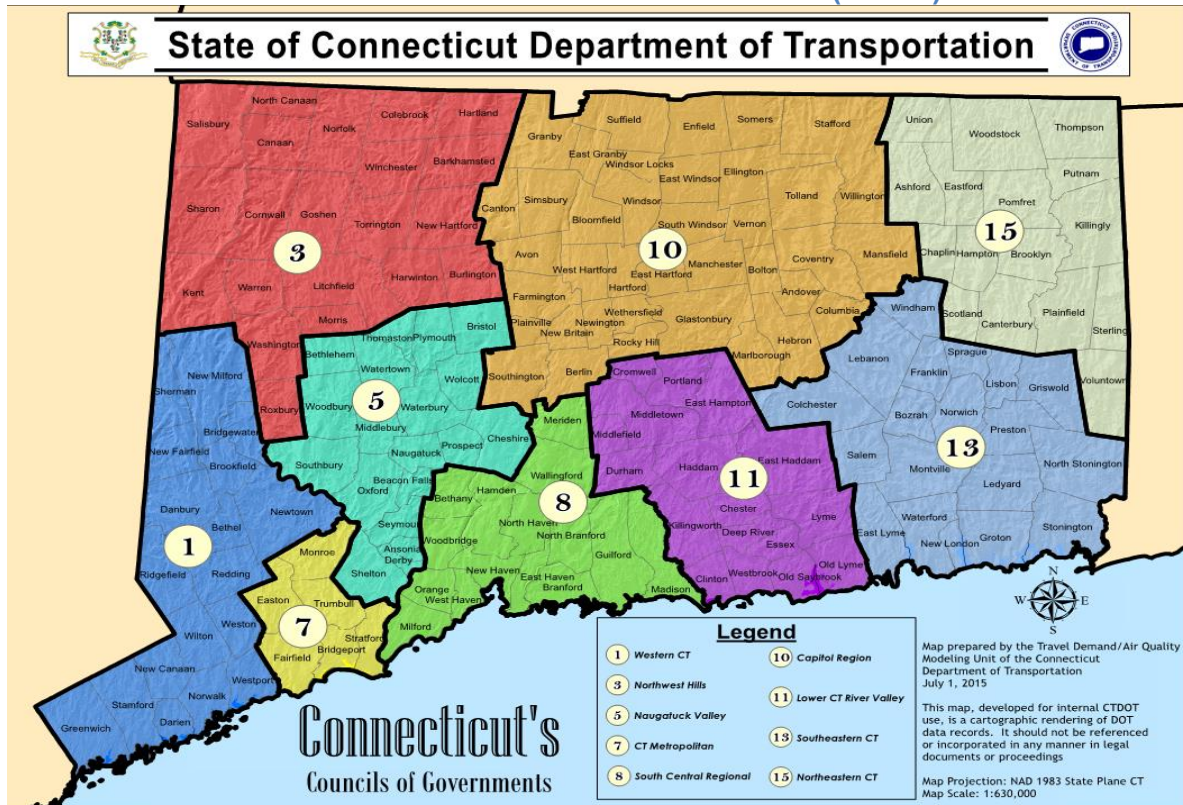 State of Connecticut Department of Transportation
North Canaan
Colebrook
Hartland
Salisbury
Norfolk
Canaan
Winchester
Barkhamsted
Sharon
Cornwall
Goshen
Torrington
New Hartford
3
Kent
Warren
Litchfield
Harwinton
Burlington
Morris
Washington
Roxbury
Suffield
Enfield
Somers
Stafford
Granby
East Granby
Windsor Locks
East Windsor
Ellington
Tolland
Willington
Canton
Simsbury
Windsor
Bloomfield
South Windsor
Vernon
10
Avon
West Hartford
East Hartford
Manchester
Bolton
Coventry
Mansfield
Hartford
Farmington
Andover
Columbia
Wethersfield
Glastonbury
Plainville
Newington
New Britain
Rocky Hill
Hebron
Marlborough
Southington
Berlin
Union
Woodstock
Thompson
Putnam
Ashford
Eastford
Pomfret
Killingly
15
Chaplin
Hampton
Brooklyn
Scotland
Canterbury
Plainfield
Sterling
Voluntown
Bristol
Thomaston
Plymouth
Bethlehem
Watertown
Wolcott
5
Woodbury
Waterbury
Middlebury
Prospect
Cheshire
Naugatuck
Southbury
Beacon Falls
Oxford
Seymour
Ansonia
Derby
Shelton
New Milford
Sherman
Bridgewater
New Fairfield
Brookfield
Danbury
Newtown
Bethel
1
Ridgefield
Redding
Weston
Wilton
New Canaan
Westport
Norwalk
Stamford
Darien
Greenwich
Monroe
Easton
Trumbull
7
Stratford
Bridgeport
Fairfield
Meriden
Wallingford
Bethany
Hamden
8
North Haven
North Branford
Woodbridge
Guilford
New Haven
East Haven
Branford
Madison
Orange
West Haven
Milford
Cromwell
Portland
East Hampton
Middletown
Middlefield
Durham
Haddam
East Haddam
11
Chester
Killingworth
Deep River
Lyme
Essex
Old Lyme
Clinton
Westbrook
Old Saybrook
Windham
Lebanon
Sprague
Franklin
Lisbon
Griswold
Colchester
Bozrah
Norwich
Preston
13
Salem
Montville
North Stonington
Ledyard
Waterford
East Lyme
New London
Groton
Stonington
N
W
E
S
Legend
1 Western CT
3 Northwest Hills
5 Naugatuck Valley
7 CT Metropolitan
8 South Central Regional
10 Capitol Region
11 Lower CT River Valley
13 Southeastern CT
15 Northeastern CT
Connecticut's
Councils of Governments
Map prepared by the Travel Demand/Air Quality
Modeling Unit of the Connecticut
Department of Transportation
July 1, 2015
This map, developed for internal CTDOT
use, is a cartographic rendering of DOT
data records. It should not be referenced
or incorporated in any manner in legal
documents or proceedings
Map Projection: NAD 1983 State Plane CT
Map Scale: 1:630,000